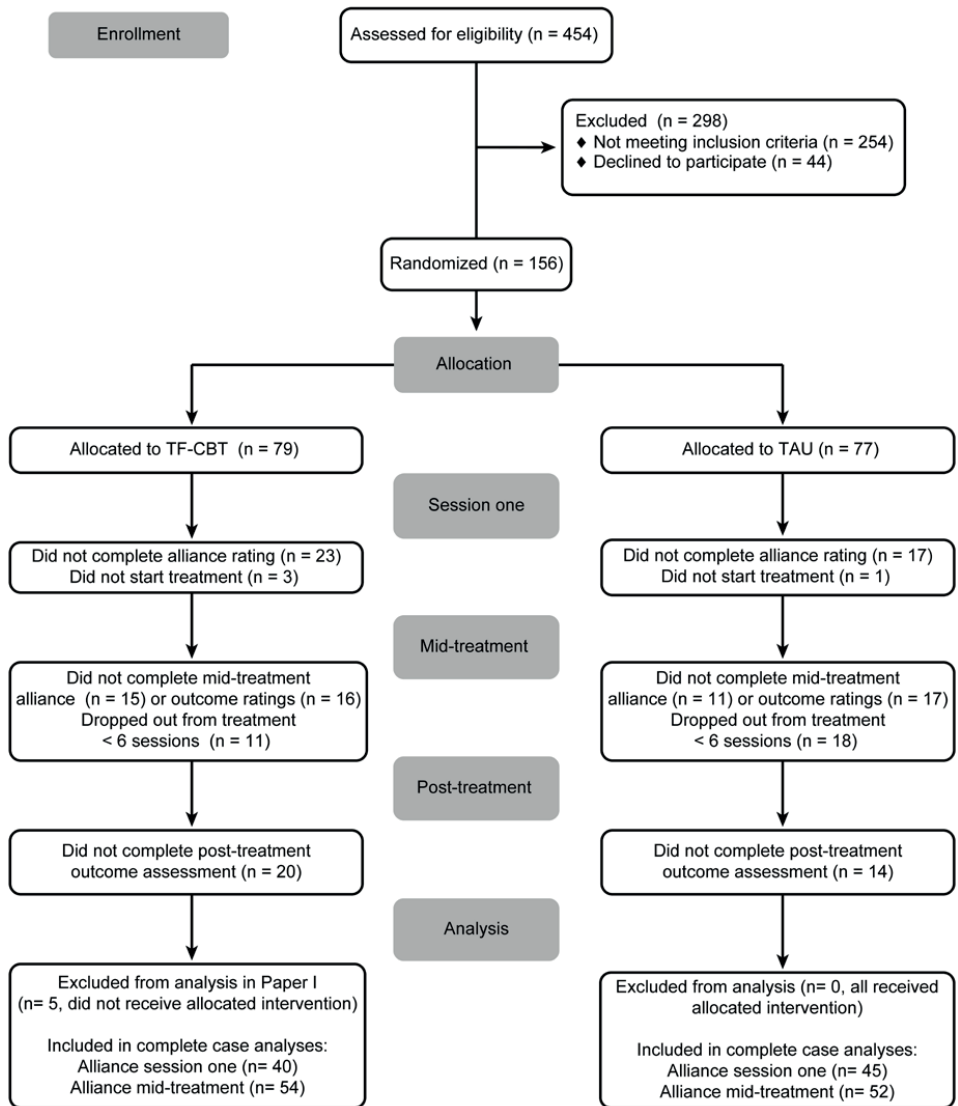 Enrollment
Assessed for eligibility (n = 454)
Excluded (n = 298)
♦ Not meeting inclusion criteria (n = 254)
♦ Declined to participate (n = 44)
Randomized (n = 156)
Allocation
Allocated to TF-CBT (n = 79)
Allocated to TAU (n = 77)
Session one
Did not complete alliance rating (n = 23)
Did not start treatment (n = 3)
Did not complete alliance rating (n = 17)
Did not start treatment (n = 1)
Mid-treatment
Did not complete mid-treatment
alliance (n = 15) or outcome ratings (n = 16)
Dropped out from treatment
< 6 sessions (n = 11)
Did not complete mid-treatment
alliance (n = 11) or outcome ratings (n = 17)
Dropped out from treatment
< 6 sessions (n = 18)
Post-treatment
Did not complete post-treatment
outcome assessment (n = 20)
Did not complete post-treatment
outcome assessment (n = 14)
Analysis
Excluded from analysis in Paper I
(n= 5, did not receive allocated intervention)
Included in complete case analyses:
Alliance session one (n= 40)
Alliance mid-treatment (n= 54)
Excluded from analysis (n= 0, all received
allocated intervention)
Included in complete case analyses:
Alliance session one (n= 45)
Alliance mid-treatment (n= 52)